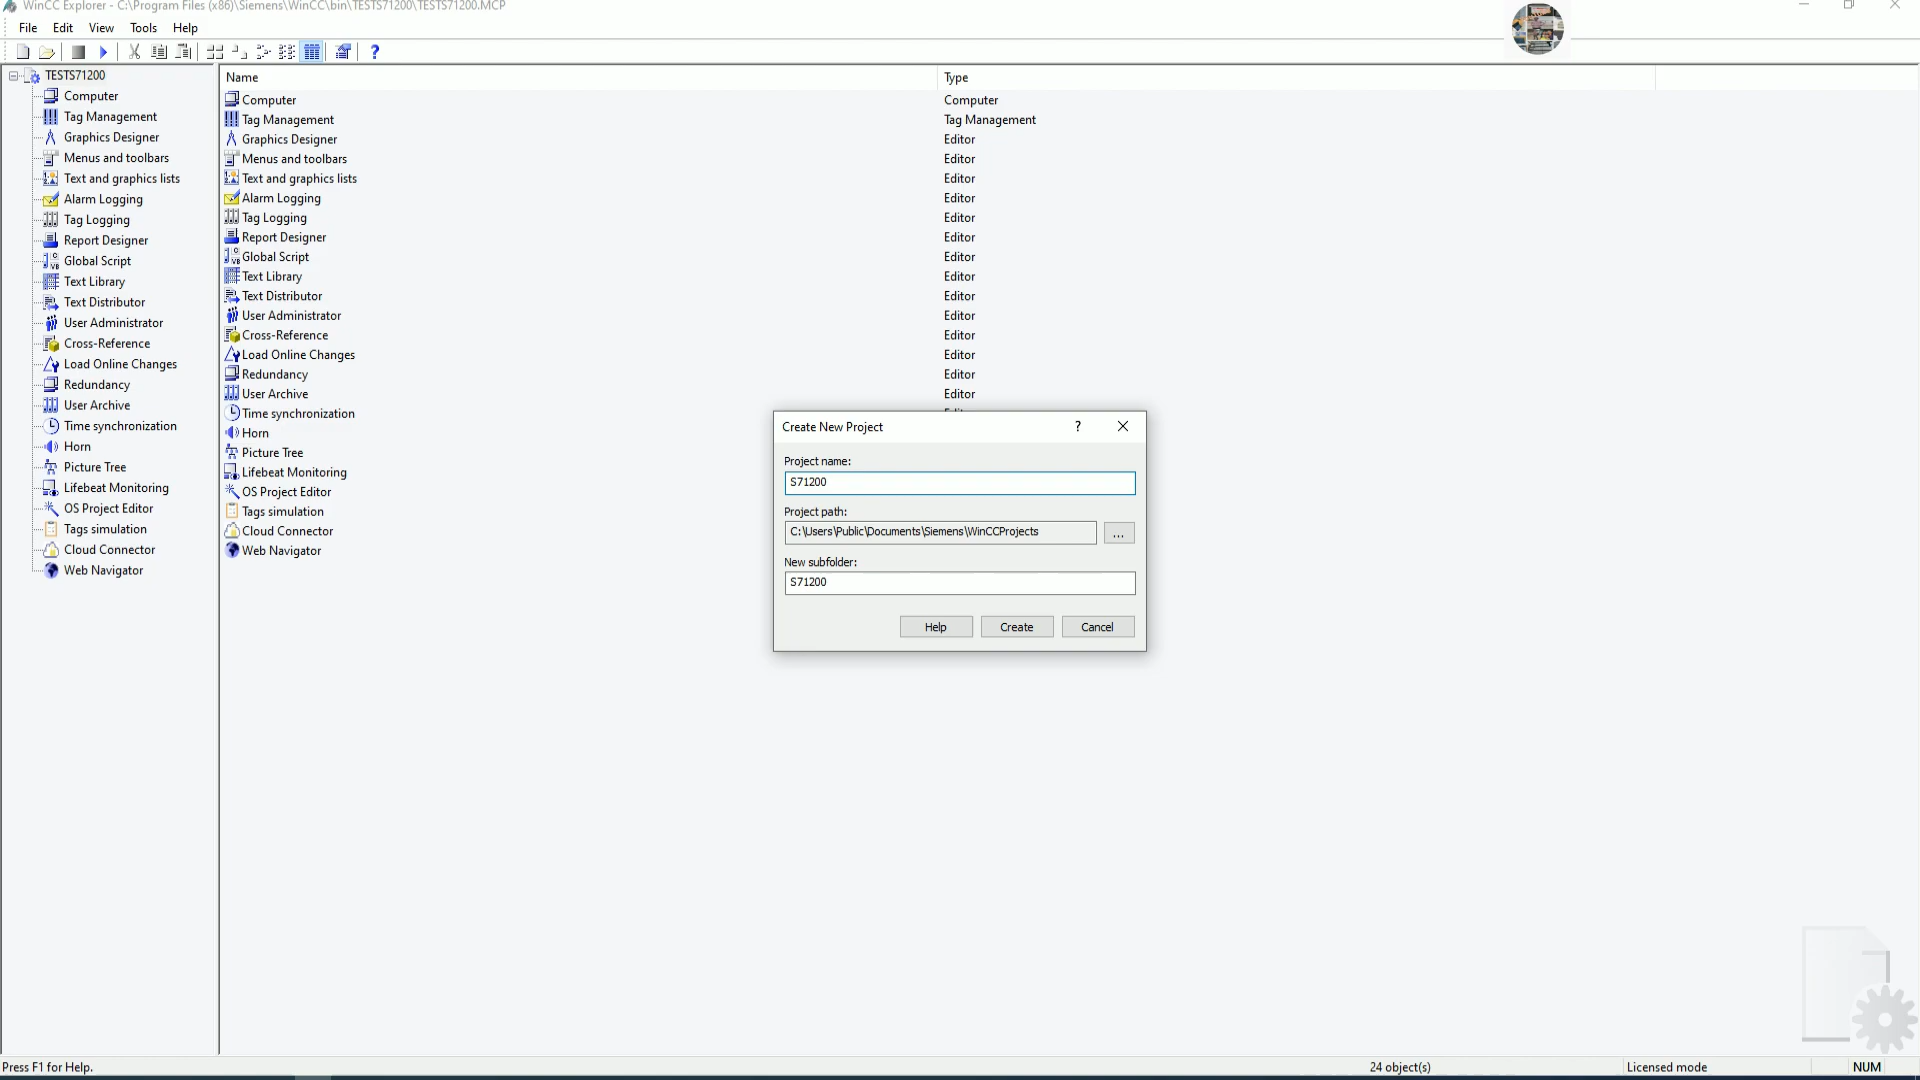 WinCC Explorer - C:\Program Files (x86)\Siemens\WinCC\bin\TESTS71200\TESTS71200.MCP
File Edit View Tools Help
TESTS71200
Computer
Tag Management
Graphics Designer
Menus and toolbars
Text and graphics lists
Alarm Logging
Tag Logging
Report Designer
Global Script
Text Library
Text Distributor
User Administrator
Cross-Reference
Load Online Changes
Redundancy
User Archive
Time synchronization
Horn
Picture Tree
Lifebeat Monitoring
OS Project Editor
Tags simulation
Cloud Connector
Web Navigator
Name Type
Computer Computer
Tag Management Tag Management
Graphics Designer Editor
Menus and toolbars Editor
Text and graphics lists Editor
Alarm Logging Editor
Tag Logging Editor
Report Designer Editor
Global Script Editor
Text Library Editor
Text Distributor Editor
User Administrator Editor
Cross-Reference Editor
Load Online Changes Editor
Redundancy Editor
User Archive Editor
Time synchronization
Horn
Picture Tree
Lifebeat Monitoring
OS Project Editor
Tags simulation
Cloud Connector
Web Navigator
Create New Project
Project name:
S71200
Project path:
C:\Users\Public\Documents\Siemens\WinCCProjects ...
New subfolder:
S71200
Help Create Cancel
Press F1 for Help. 24 object(s) Licensed mode NUM